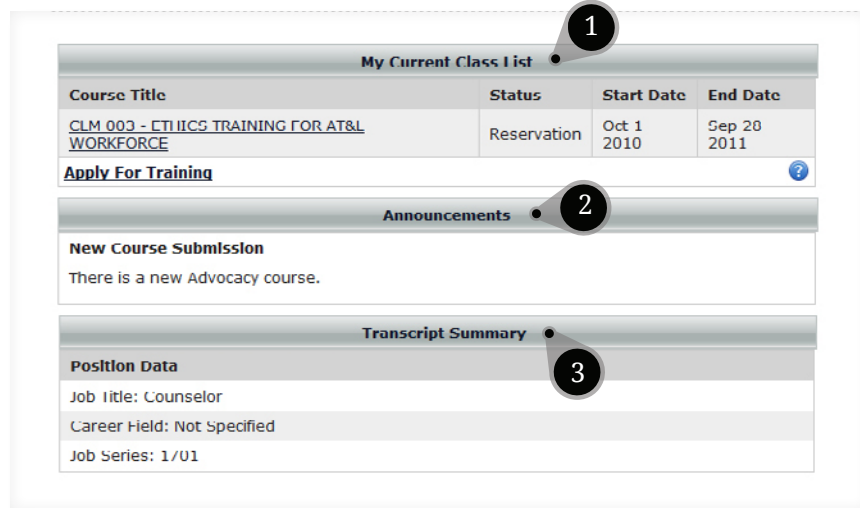 1
My Current Class List
Course Title Status Start Date End Date
CLM 003 - ETHICS TRAINING FOR AT&L Reservation Oct 1 Sep 28
WORKFORCE 2010 2011
Apply For Training ?
2
Announcements
New Course Submission
There is a new Advocacy course.
Transcript Summary
3
Position Data
Job Title: Counselor
Career Field: Not Specified
Job Series: 1701